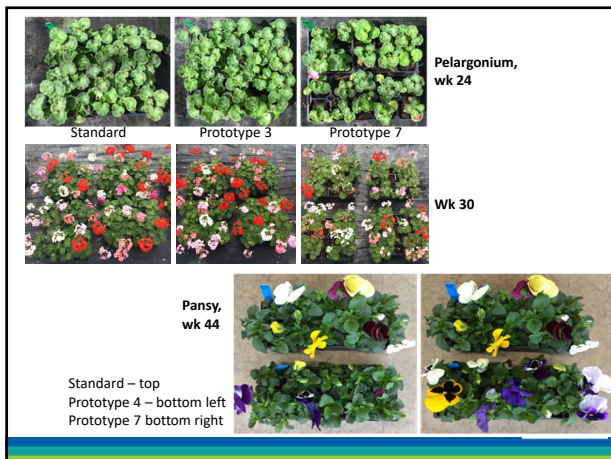 Pelargonium,
wk 24
Standard
Prototype 3
Prototype 7
Wk 30
Pansy,
wk 44
Standard – top
Prototype 4 – bottom left
Prototype 7 bottom right